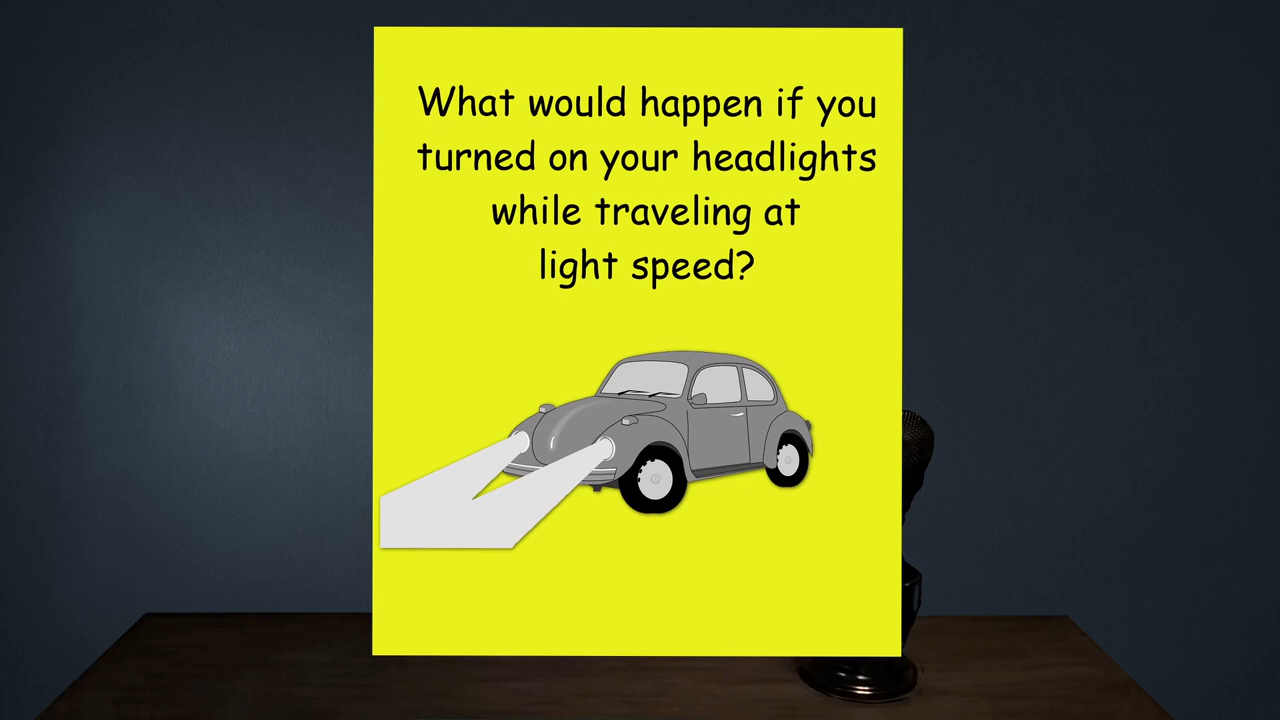 What would happen if you
turned on your headlights
while traveling at
light speed?